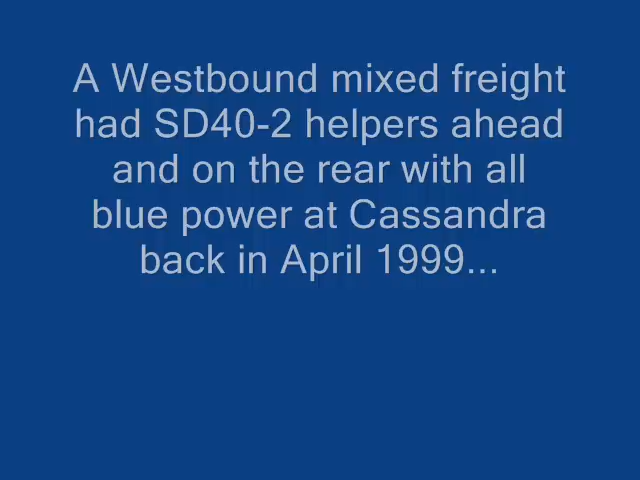 A Westbound mixed freight
had SD40-2 helpers ahead
and on the rear with all
blue power at Cassandra
back in April 1999...